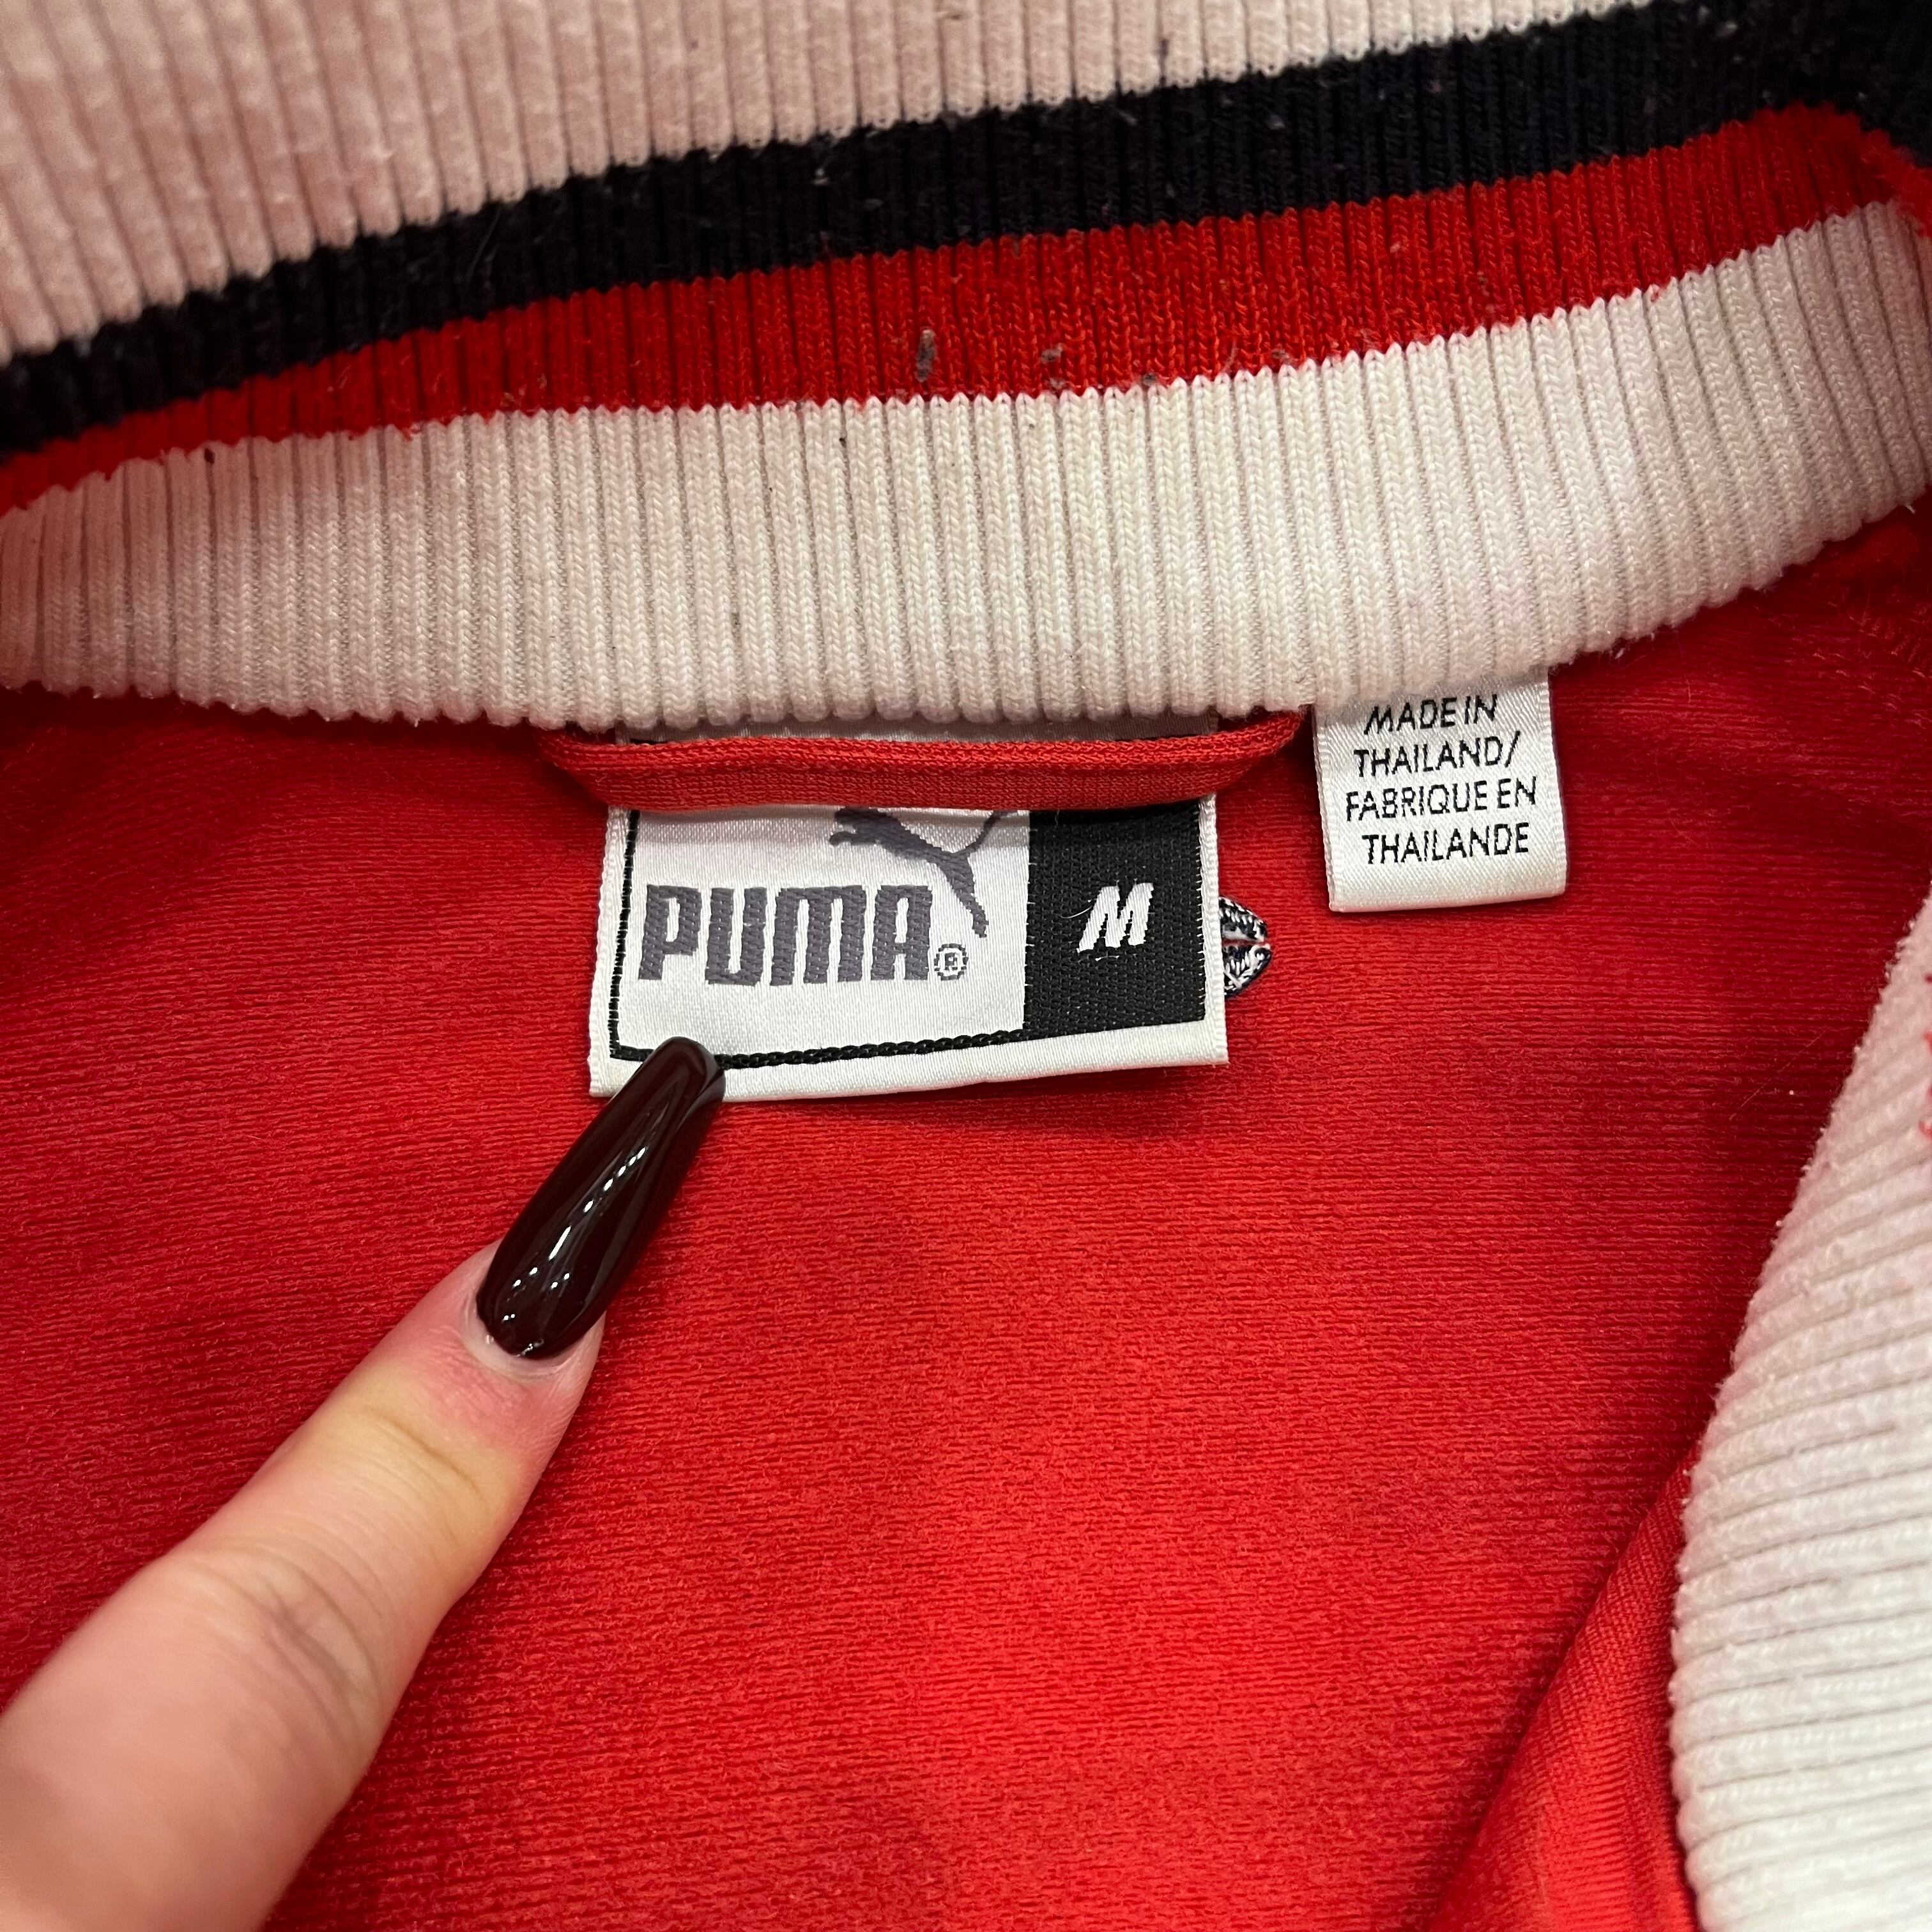 PUMA®
M
MADE IN
THAILAND/
FABRIQUE EN
THAILANDE